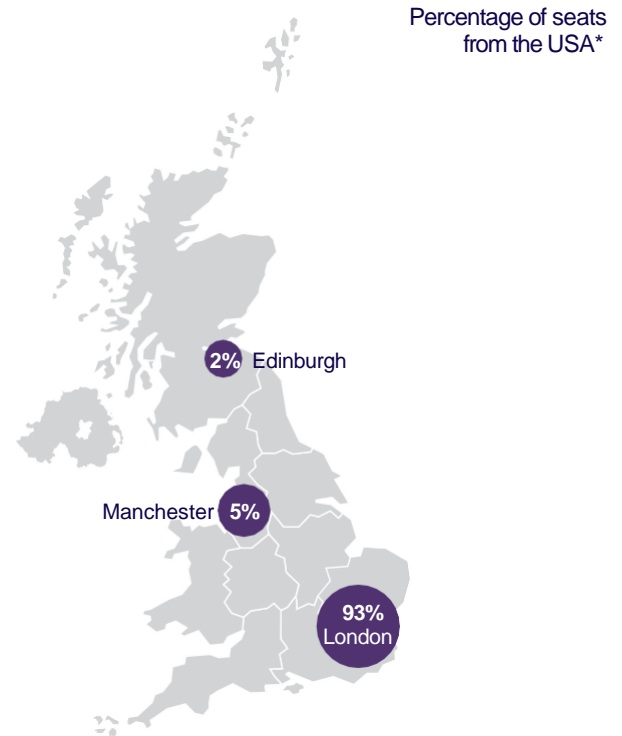 Percentage of seats
from the USA*
2% Edinburgh
Manchester 5%
93%
London